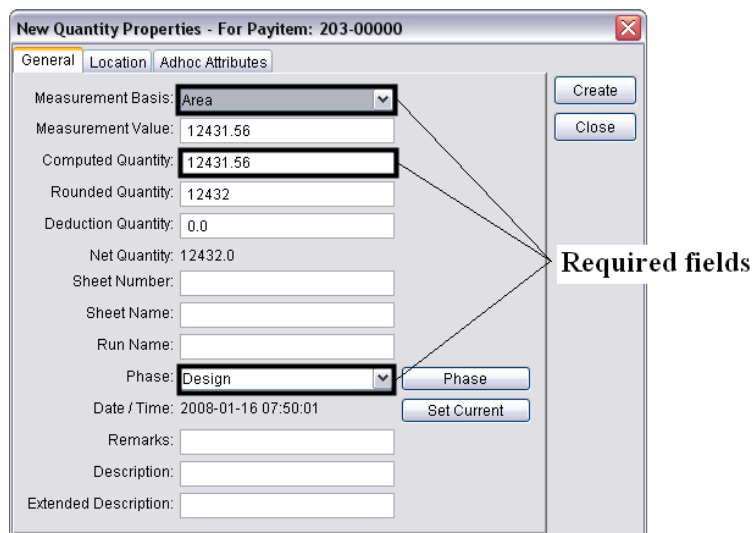 New Quantity Properties - For Payitem: 203-00000
General Location Adhoc Attributes
Measurement Basis: Area
Create
Measurement Value: 12431.56
Close
Computed Quantity: 12431.56
Rounded Quantity: 12432
Deduction Quantity: 0.0
Net Quantity: 12432.0
Required fields
Sheet Number:
Sheet Name:
Run Name:
Phase: Design Phase
Date / Time: 2008-01-16 07:50:01 Set Current
Remarks:
Description:
Extended Description: